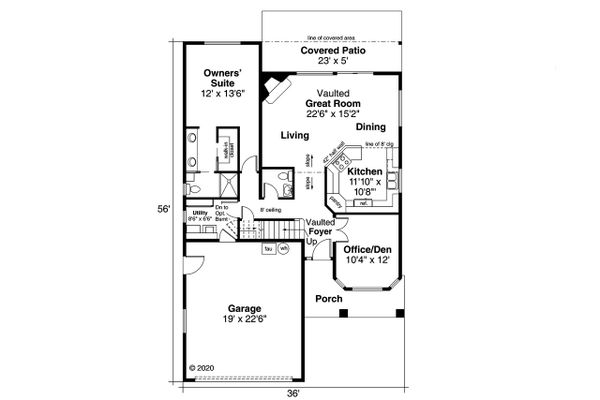 line of covered area
Covered Patio
23' x 5'
Owners'
Suite
12' x 13'6"
Vaulted
Great Room
22'6" x 15'2"
Dining
Living
line of 8' clg
42" half wall
walk-in
closet
slope
slope
Kitchen
11'10" x
10'8"
pantry
ref.
56'
Utility
8'6" x 6'6"
Dn to
Opt.
Bsmt
8' ceiling
Vaulted
Foyer
Up
Office/Den
10'4" x 12'
fau
wh
Garage
19' x 22'6"
Porch
©2020
36'